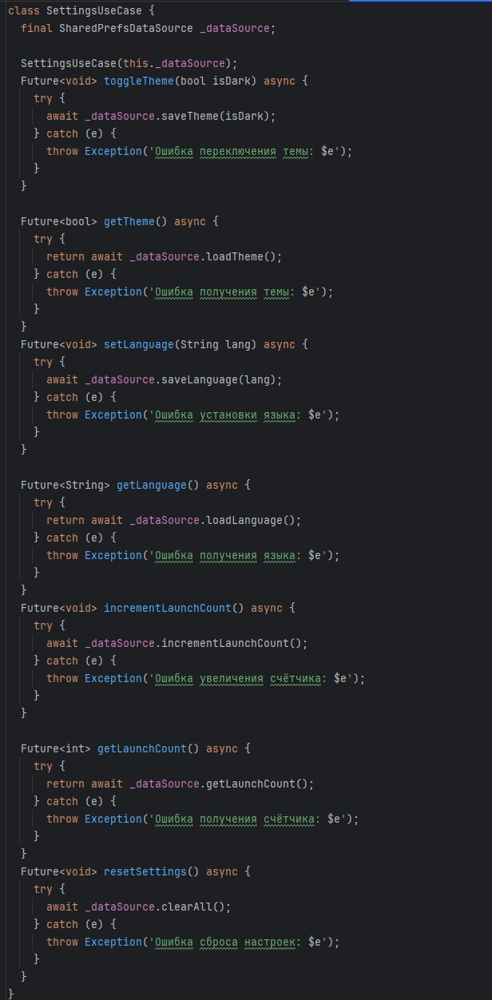 class SettingsUseCase {
  final SharedPrefsDataSource _dataSource;

  SettingsUseCase(this._dataSource);
  Future<void> toggleTheme(bool isDark) async {
    try {
      await _dataSource.saveTheme(isDark);
    } catch (e) {
      throw Exception('Ошибка переключения темы: $e');
    }
  }

  Future<bool> getTheme() async {
    try {
      return await _dataSource.loadTheme();
    } catch (e) {
      throw Exception('Ошибка получения темы: $e');
    }
  }
  Future<void> setLanguage(String lang) async {
    try {
      await _dataSource.saveLanguage(lang);
    } catch (e) {
      throw Exception('Ошибка установки языка: $e');
    }
  }

  Future<String> getLanguage() async {
    try {
      return await _dataSource.loadLanguage();
    } catch (e) {
      throw Exception('Ошибка получения языка: $e');
    }
  }
  Future<void> incrementLaunchCount() async {
    try {
      await _dataSource.incrementLaunchCount();
    } catch (e) {
      throw Exception('Ошибка увеличения счётчика: $e');
    }
  }

  Future<int> getLaunchCount() async {
    try {
      return await _dataSource.getLaunchCount();
    } catch (e) {
      throw Exception('Ошибка получения счётчика: $e');
    }
  }
  Future<void> resetSettings() async {
    try {
      await _dataSource.clearAll();
    } catch (e) {
      throw Exception('Ошибка сброса настроек: $e');
    }
  }
}